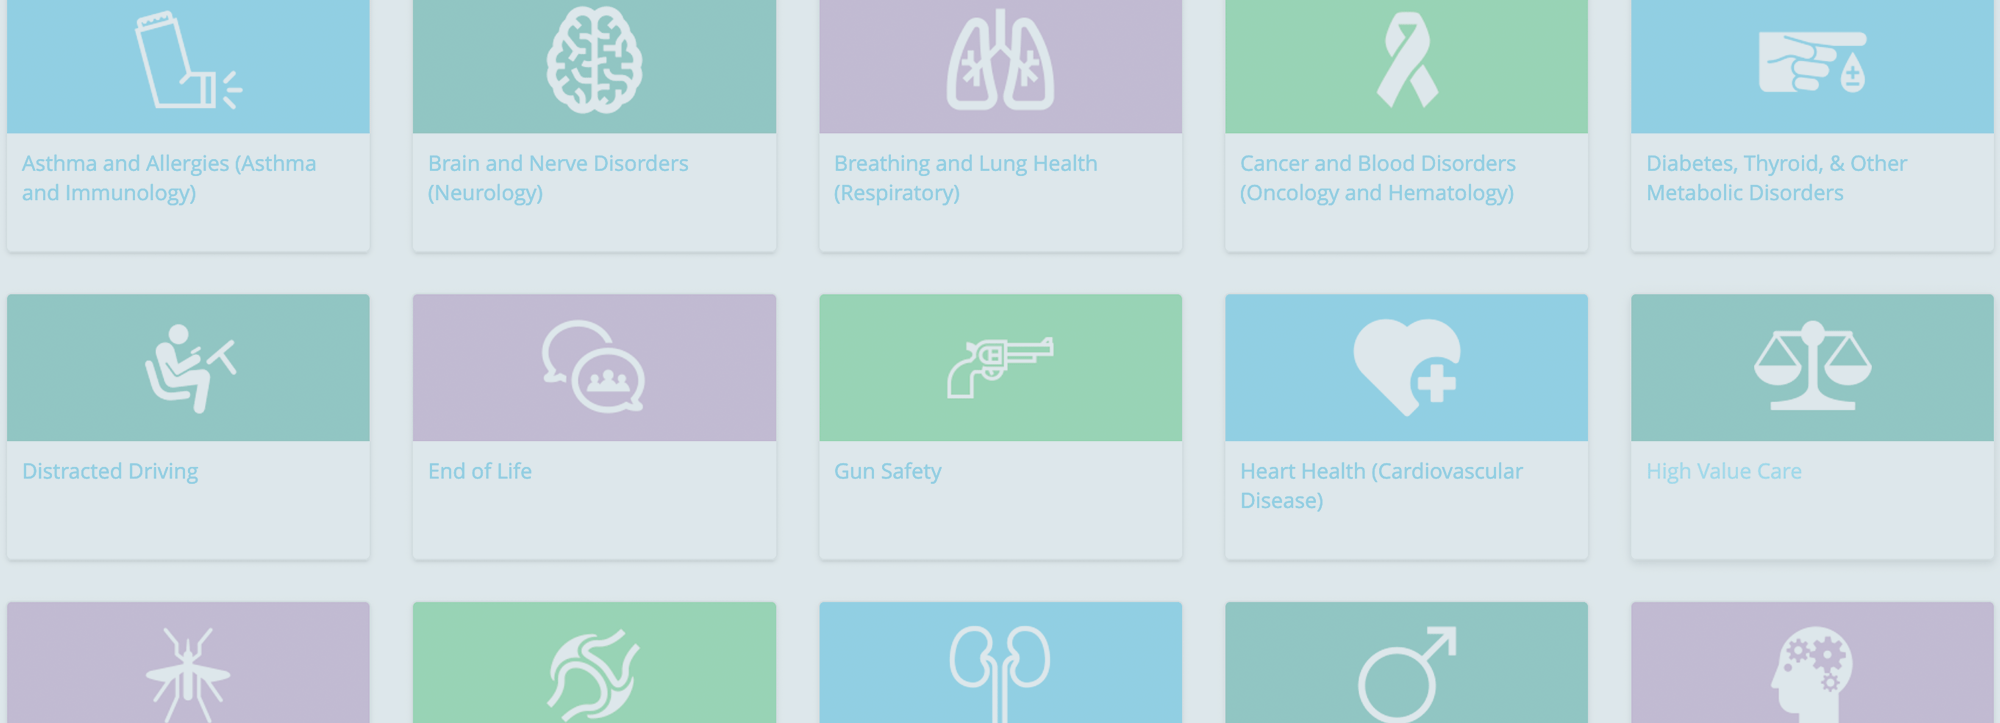 Asthma and Allergies (Asthma
and Immunology)
Brain and Nerve Disorders
(Neurology)
Breathing and Lung Health
(Respiratory)
Cancer and Blood Disorders
(Oncology and Hematology)
Diabetes, Thyroid, & Other
Metabolic Disorders
Distracted Driving
End of Life
Gun Safety
Heart Health (Cardiovascular
Disease)
High Value Care